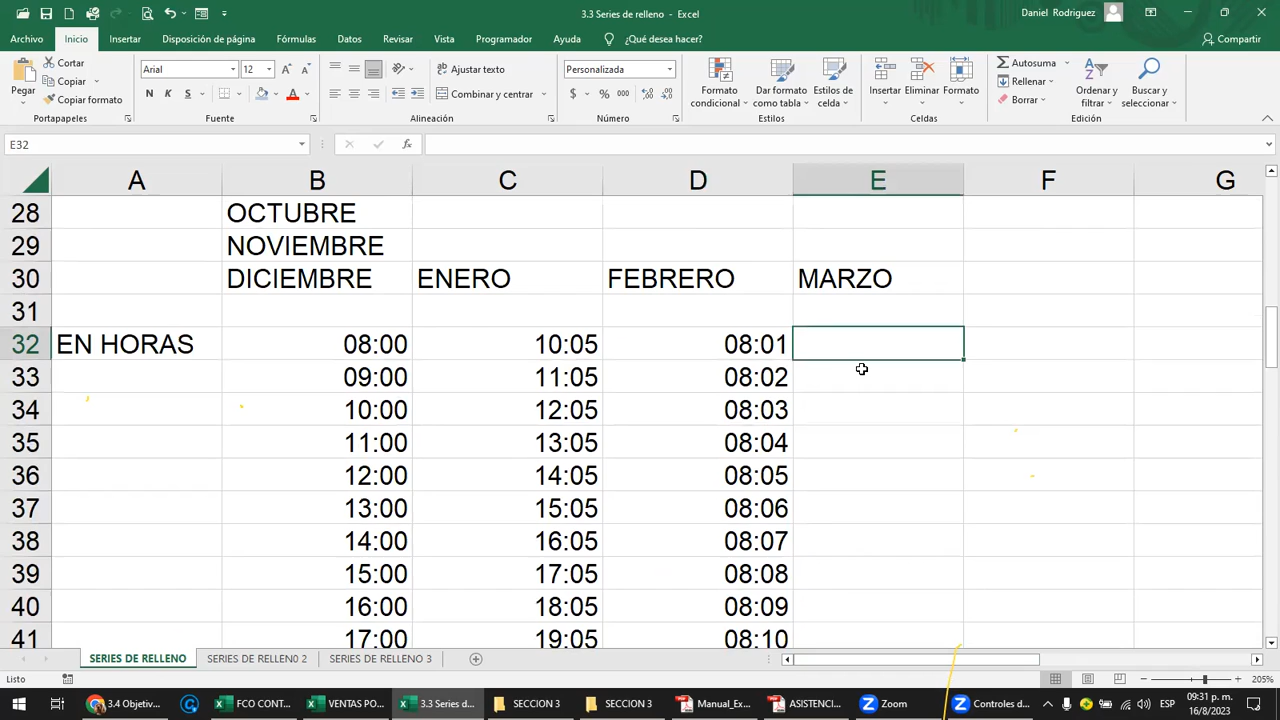 3.3 Series de relleno - Excel
Daniel Rodriguez
Archivo Inicio Insertar Disposición de página Fórmulas Datos Revisar Vista Programador Ayuda ¿Qué desea hacer? Compartir
Pegar
Cortar
Copiar
Copiar formato
Portapapeles
Arial 12
N K S
Fuente
Ajustar texto
Combinar y centrar
Alineación
Personalizada
$ % 000
Número
Formato condicional
Dar formato como tabla
Estilos de celda
Estilos
Insertar Eliminar Formato
Celdas
Autosuma
Rellenar
Borrar
Ordenar y filtrar
Buscar y seleccionar
Edición
E32 fx
A B C D E F G
28 OCTUBRE
29 NOVIEMBRE
30 DICIEMBRE ENERO FEBRERO MARZO
31
32 EN HORAS 08:00 10:05 08:01
33 09:00 11:05 08:02
34 10:00 12:05 08:03
35 11:00 13:05 08:04
36 12:00 14:05 08:05
37 13:00 15:05 08:06
38 14:00 16:05 08:07
39 15:00 17:05 08:08
40 16:00 18:05 08:09
41 17:00 19:05 08:10
SERIES DE RELLENO SERIES DE RELLEN0 2 SERIES DE RELLENO 3
Listo 205%
3.4 Objetiv... FCCONT... VENTAS PO... 3.3 Series d... SECCION 3 SECCION 3 Manual_Ex... ASISTENCI... Zoom Controles d... ESP 09:31 p. m.
16/8/2023